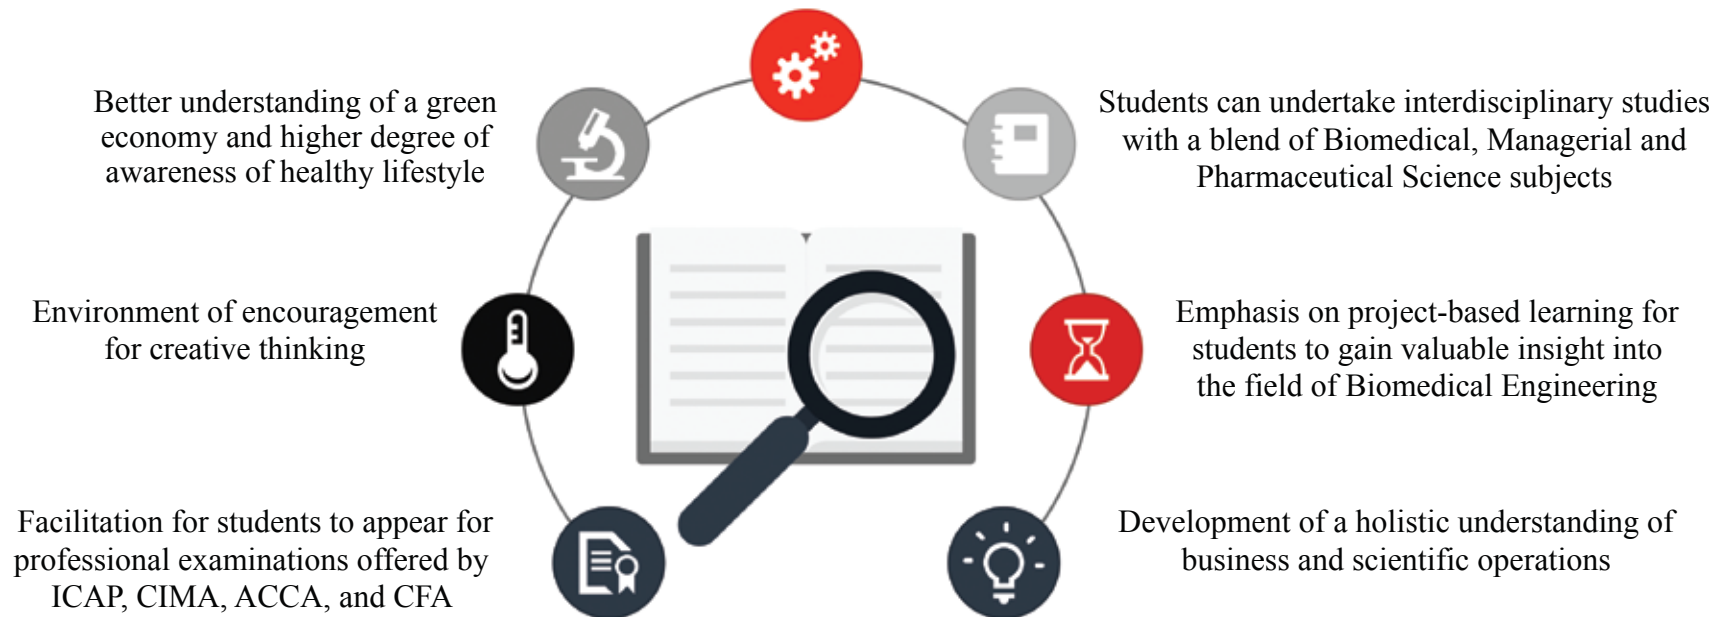 Better understanding of a green
economy and higher degree of
awareness of healthy lifestyle
Environment of encouragement
for creative thinking
Facilitation for students to appear for
professional examinations offered by
ICAP, CIMA, ACCA, and CFA
Students can undertake interdisciplinary studies
with a blend of Biomedical, Managerial and
Pharmaceutical Science subjects
Emphasis on project-based learning for
students to gain valuable insight into
the field of Biomedical Engineering
Development of a holistic understanding of
business and scientific operations